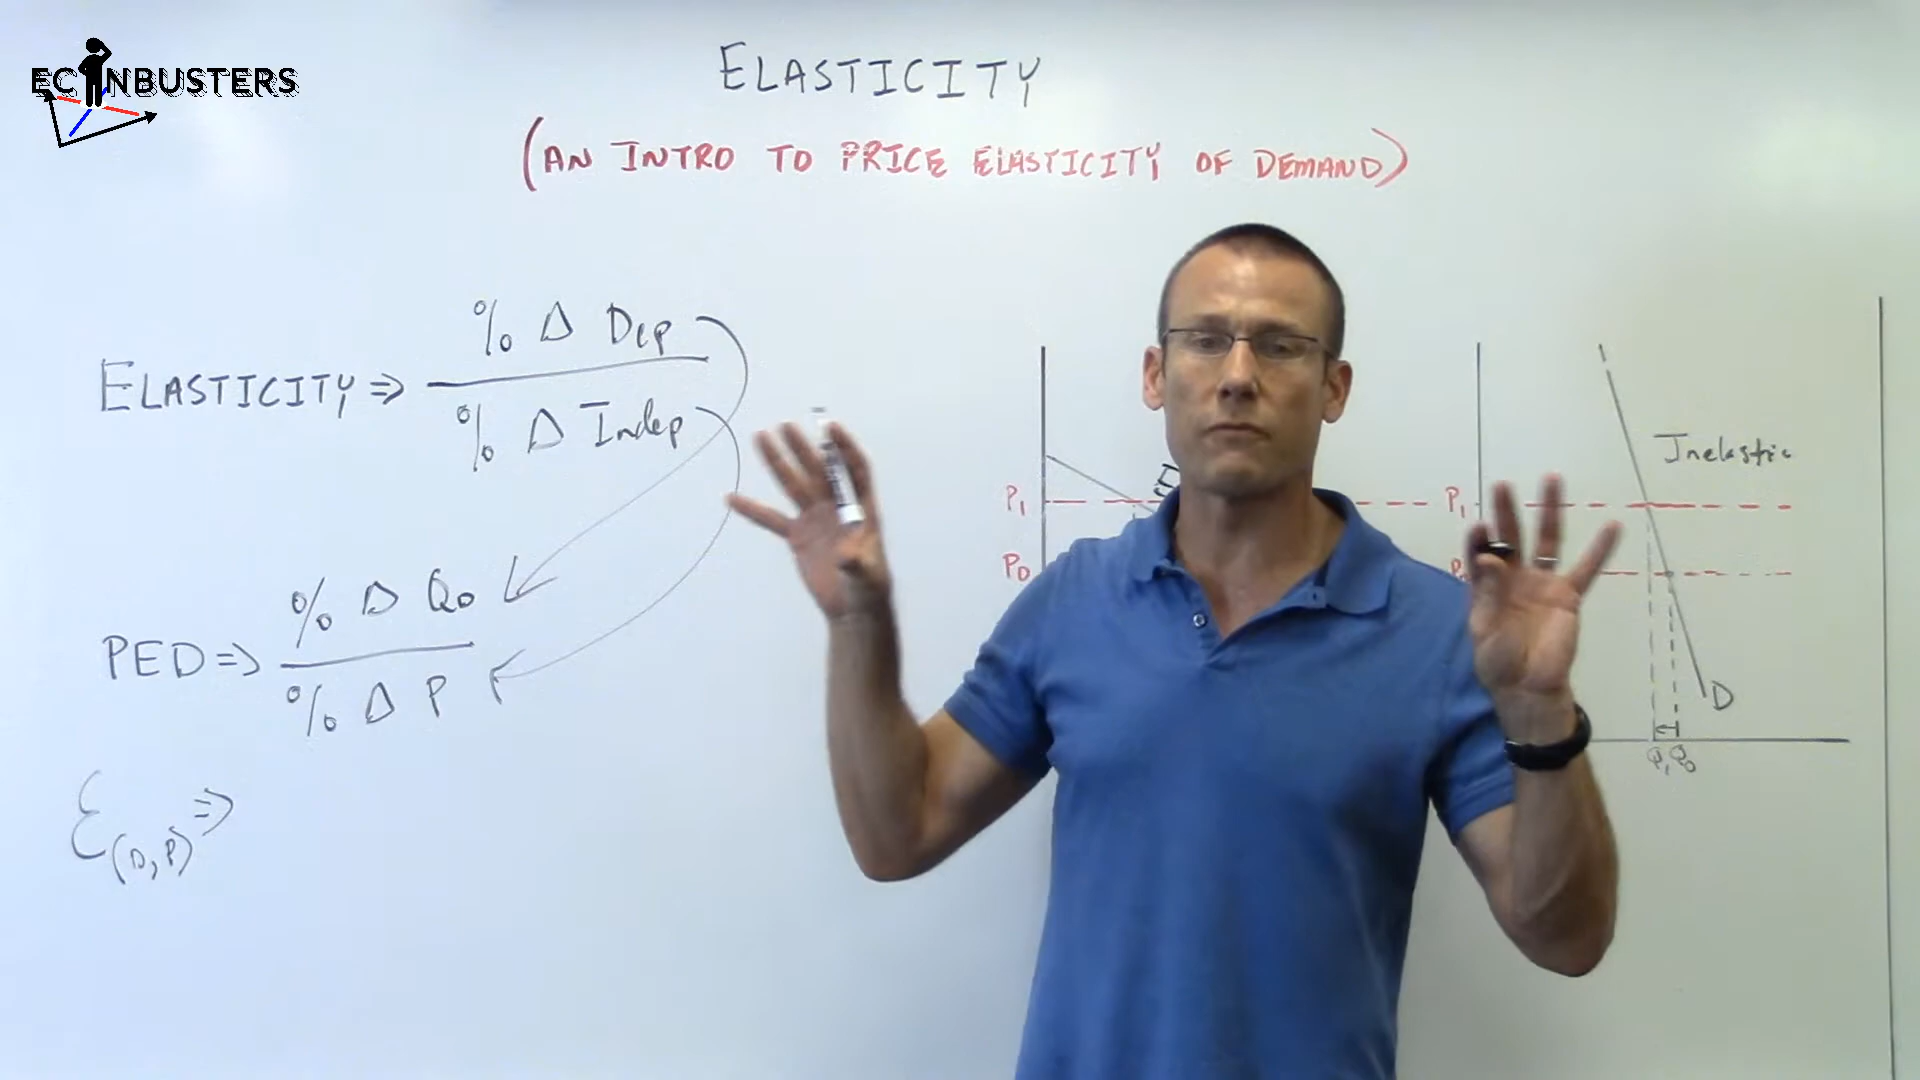 ECONBUSTERS
ELASTICITY
(AN INTRO TO PRICE ELASTICITY OF DEMAND)
ELASTICITY ⇒ % Δ Dep
% Δ Indep
PED ⇒ % Δ QD
% Δ P
Ɛ(D,P) ⇒
P1
P0
E
P1
Inelastic
D
Q1 Q0